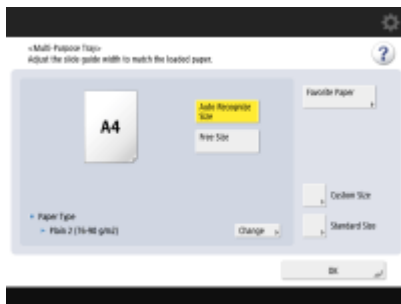 <Multi-Purpose Tray>
Adjust the slide guide width to match the loaded paper.
?
A4
Auto Recognize
Size
Free Size
Favorite Paper
Custom Size
Standard Size
Paper Type
Plain 2 (76-90 g/m2)
Change
OK